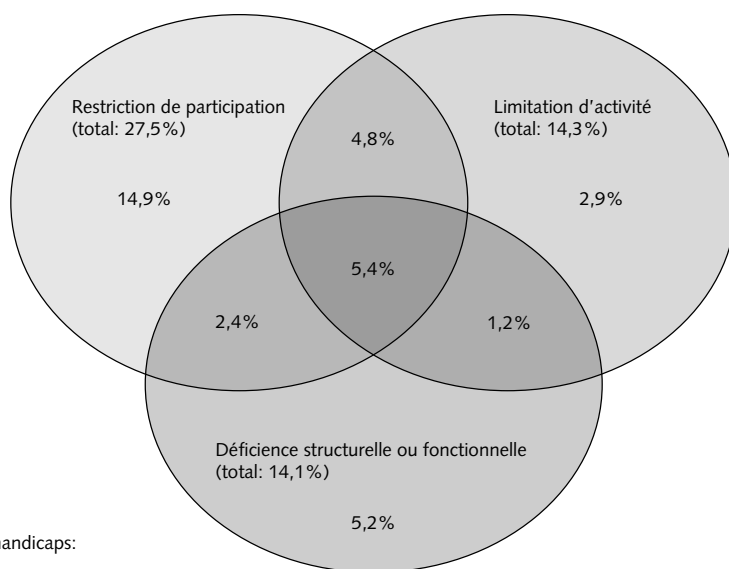 Restriction de participation
(total: 27,5%)
Limitation d'activité
(total: 14,3%)
4,8%
14,9%
2,9%
5,4%
2,4%
1,2%
Déficience structurelle ou fonctionnelle
(total: 14,1%)
5,2%
handicaps: